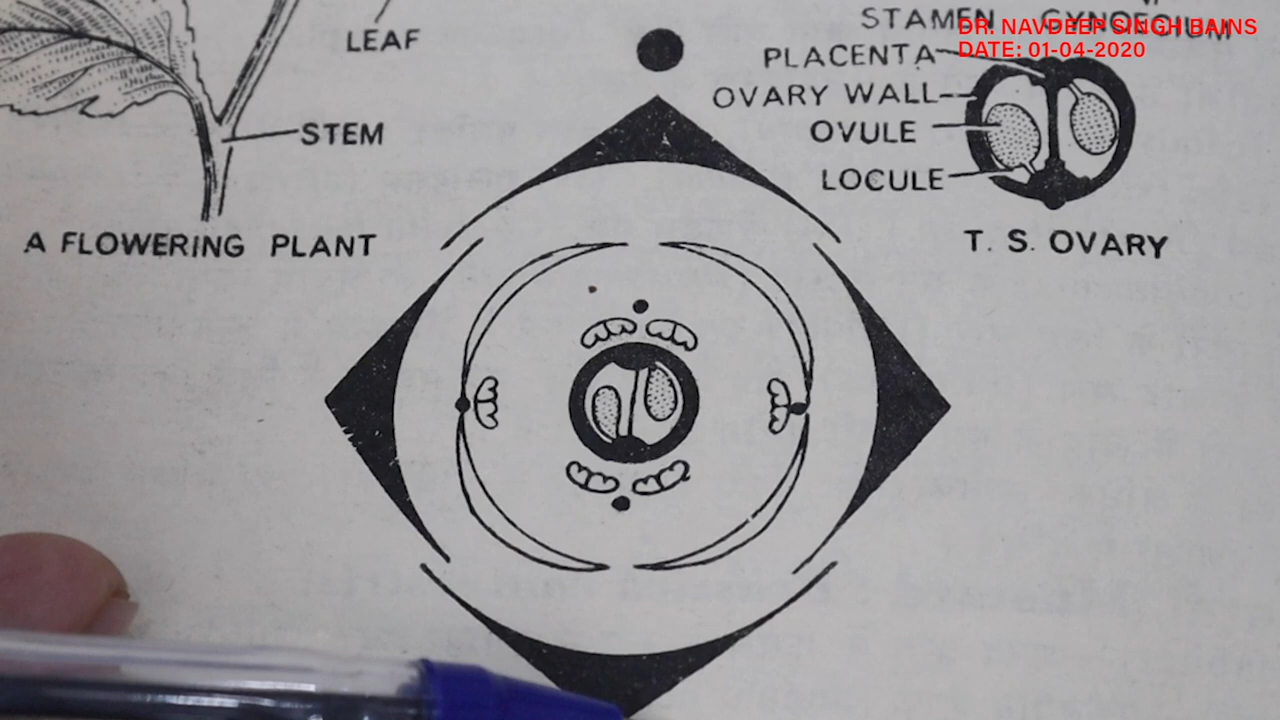 LEAF
STEM
A FLOWERING PLANT
STAMEN GYNOECIUM
DR. NAVDEEP SINGH BAINS
DATE: 01-04-2020
PLACENTA
OVARY WALL
OVULE
LOCULE
T. S. OVARY